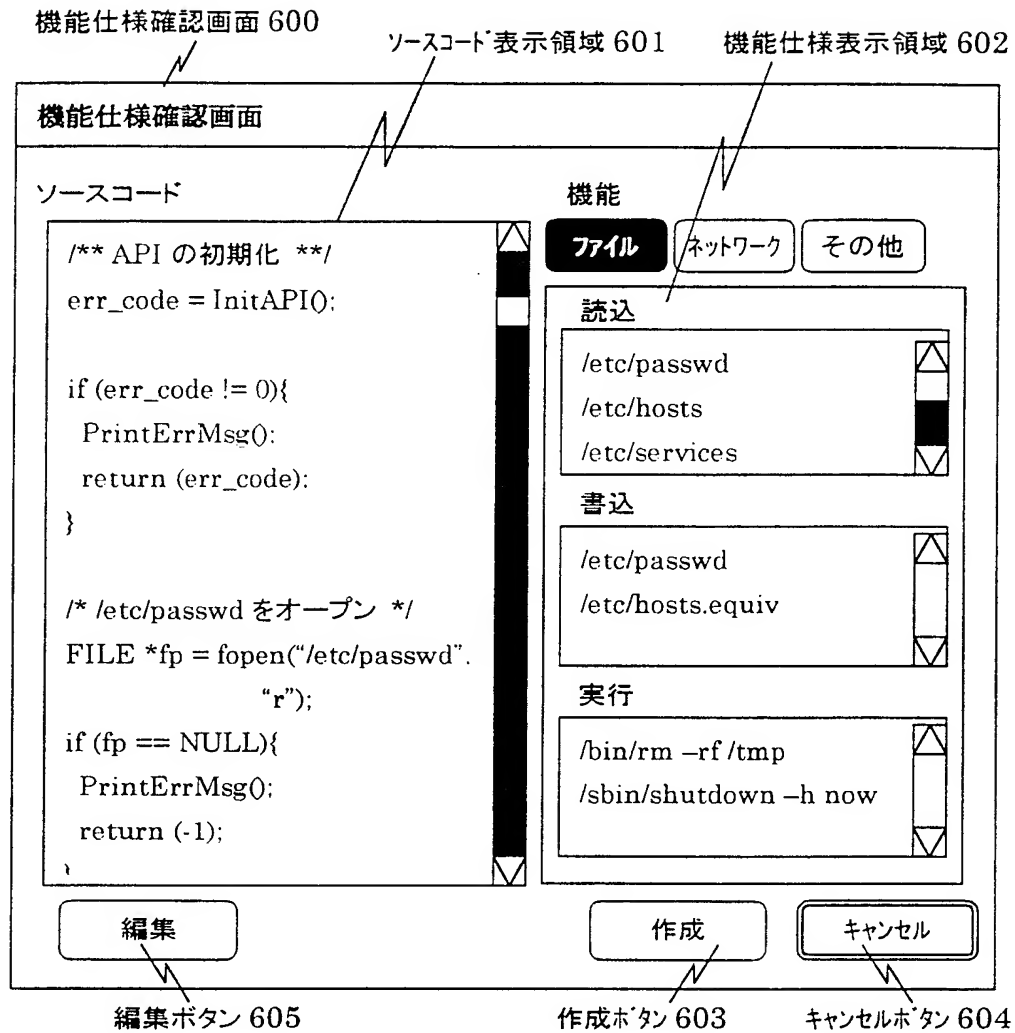 機能仕様確認画面 600
ソースコード表示領域 601
機能仕様表示領域 602
機能仕様確認画面
ソースコード
/** API の初期化 **/
err_code = InitAPI();
if (err_code != 0){
PrintErrMsg():
return (err_code):
}
/* /etc/passwd をオープン */
FILE *fp = fopen(“/etc/passwd”.
“r”);
if (fp == NULL){
PrintErrMsg();
return (-1);
機能
ファイル
ネットワーク
その他
読込
/etc/passwd
/etc/hosts
/etc/services
書込
/etc/passwd
/etc/hosts.equiv
実行
/bin/rm –rf /tmp
/sbin/shutdown –h now
編集
作成
キャンセル
編集ボタン 605
作成ボタン 603
キャンセルボタン 604